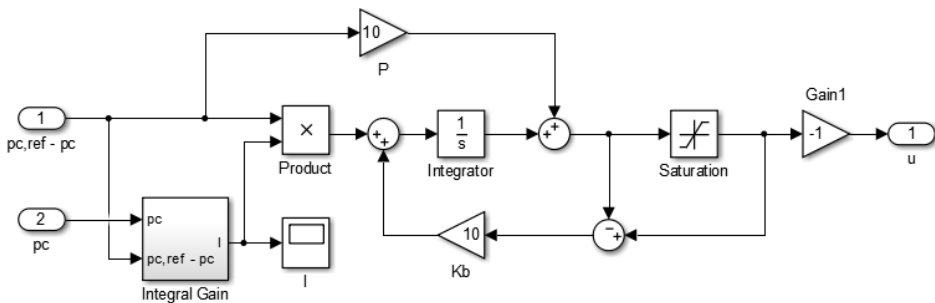 10
P
Gain1
1
pc,ref - pc
×
Product
+
+
1
s
Integrator
+
+
Saturation
-1
1
u
2
pc
pc
pc,ref - pc
I
Integral Gain
I
10
Kb
-
+